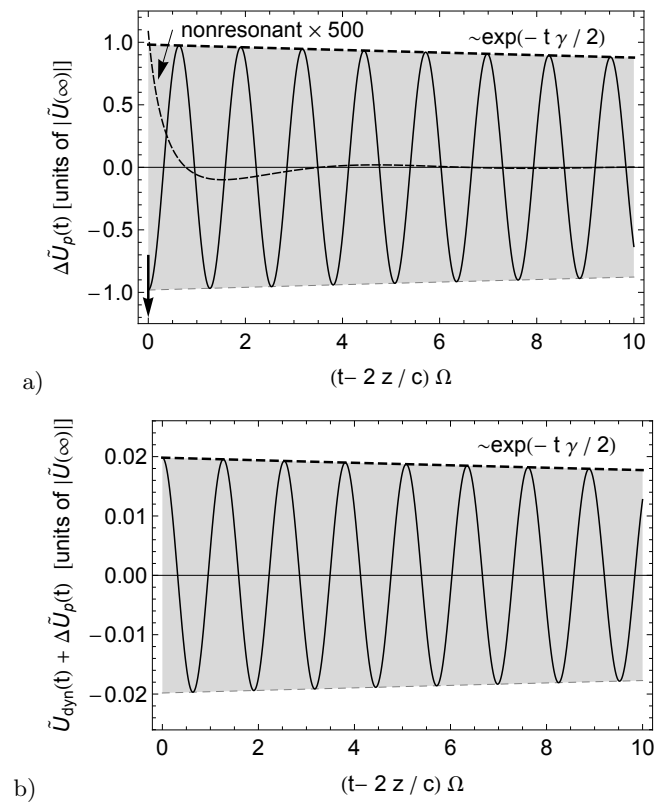 nonresonant × 500
~exp(− t γ / 2)
1.0
0.5
0.0
−0.5
−1.0
ΔŨp(t) [units of |Ũ(∞)|]
0 2 4 6 8 10
(t− 2 z / c) Ω
a)
~exp(− t γ / 2)
0.02
0.01
0.00
−0.01
−0.02
Ũdyn(t) + ΔŨp(t) [units of |Ũ(∞)|]
0 2 4 6 8 10
(t− 2 z / c) Ω
b)